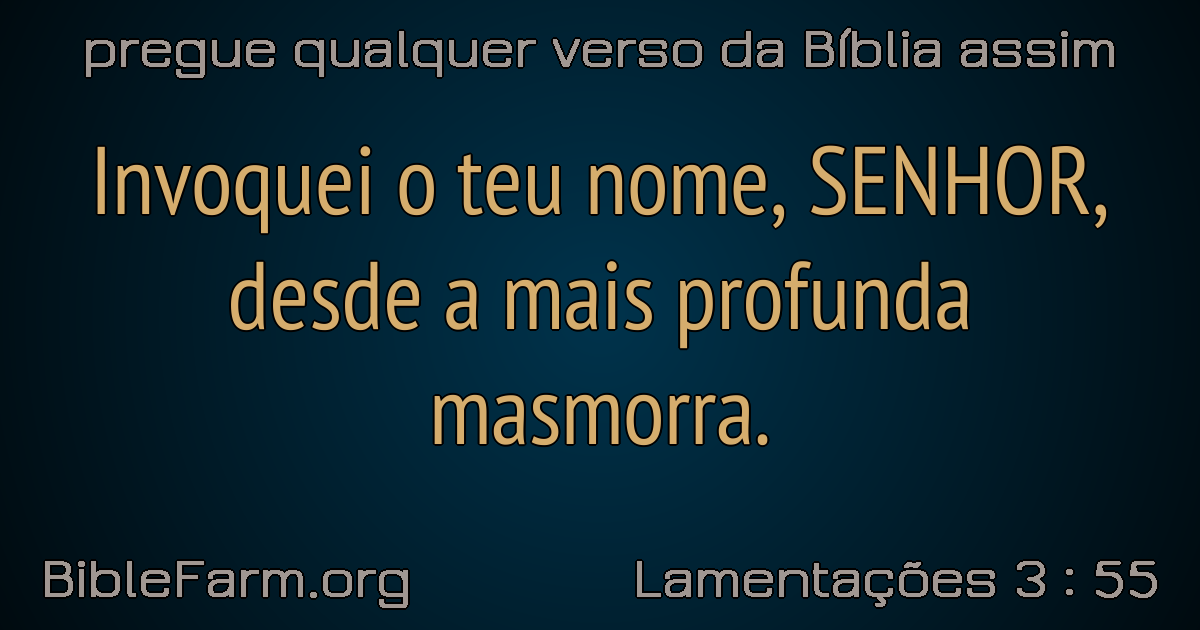 pregue qualquer verso da Bíblia assim
Invoquei o teu nome, SENHOR,
desde a mais profunda
masmorra.
BibleFarm.org
Lamentações 3 : 55